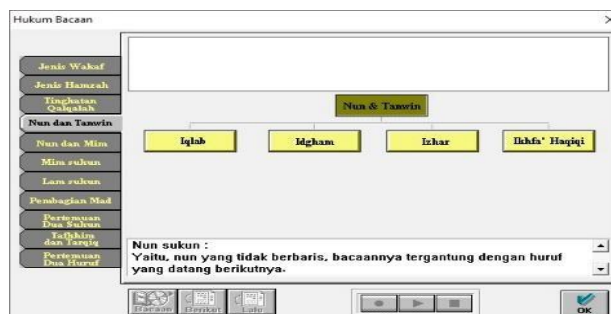 Hukum Bacaan
Jenis Wakaf
Jenis Hamzah
Tingkatan
Qalqalah
Nun dan Tanwin
Nun dan Mim
Mim sukun
Lam sukun
Pembagian Mad
Pertemuan
Dua Sukun
Tafkhim
dan Tarqiq
Pertemuan
Dua Huruf
Nun & Tanwin
Iqlab
Idgham
Izhar
Ikhfa' Haqiqi
Nun sukun :
Yaitu, nun yang tidak berbaris, bacaannya tergantung dengan huruf
yang datang berikutnya.
Bacaan
Berikut
Lalu
OK